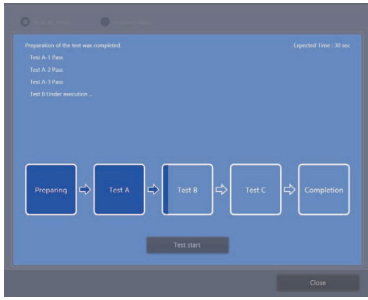 Preparation of the test was completed
Expected Time : 30 sec
Test A-1 Pass
Test A-2 Pass
Test A-3 Pass
Test B Under execution ...
Preparing
Test A
Test B
Test C
Completion
Test start
Close